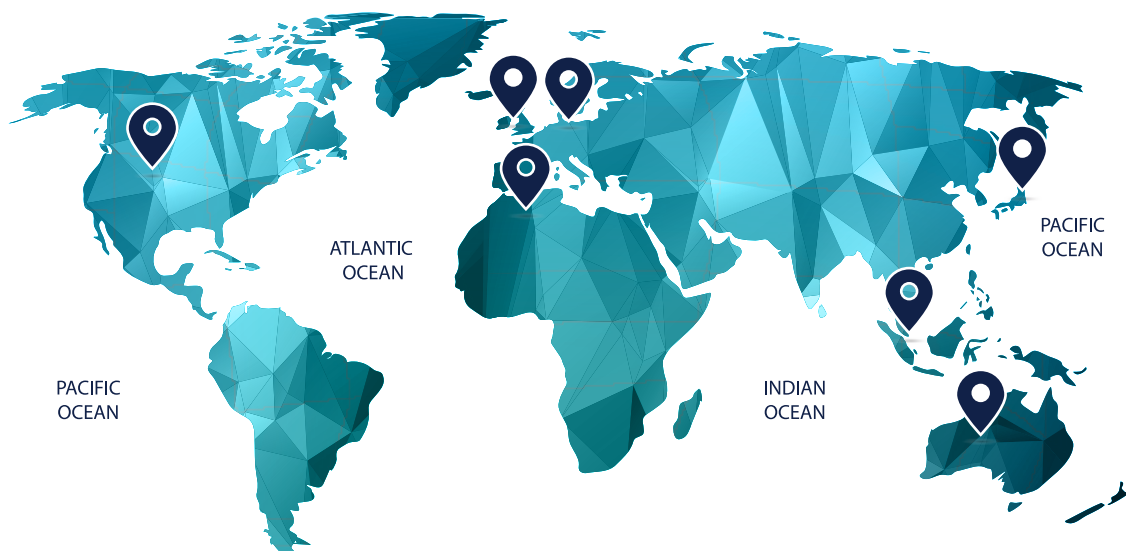 ATLANTIC
OCEAN
PACIFIC
OCEAN
PACIFIC
OCEAN
INDIAN
OCEAN